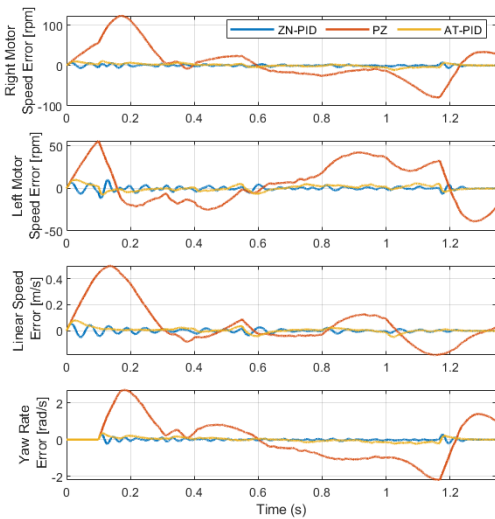 ZN-PID PZ AT-PID
Right Motor
Speed Error [rpm]
100
0
-100
0 0.2 0.4 0.6 0.8 1 1.2
Left Motor
Speed Error [rpm]
50
0
-50
0 0.2 0.4 0.6 0.8 1 1.2
Linear Speed
Error [m/s]
0.4
0.2
0
0 0.2 0.4 0.6 0.8 1 1.2
Yaw Rate
Error [rad/s]
2
0
-2
0 0.2 0.4 0.6 0.8 1 1.2
Time (s)